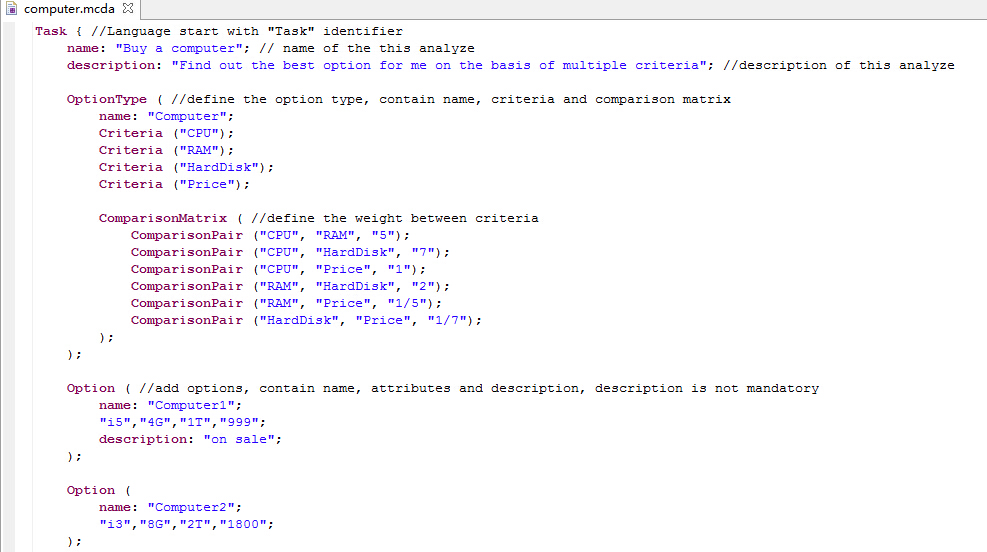 computer.mcda
Task { //Language start with "Task" identifier
name: "Buy a computer"; // name of the this analyze
description: "Find out the best option for me on the basis of multiple criteria"; //description of this analyze
OptionType ( //define the option type, contain name, criteria and comparison matrix
name: "Computer";
Criteria ("CPU");
Criteria ("RAM");
Criteria ("HardDisk");
Criteria ("Price");
ComparisonMatrix ( //define the weight between criteria
ComparisonPair ("CPU", "RAM", "5");
ComparisonPair ("CPU", "HardDisk", "7");
ComparisonPair ("CPU", "Price", "1");
ComparisonPair ("RAM", "HardDisk", "2");
ComparisonPair ("RAM", "Price", "1/5");
ComparisonPair ("HardDisk", "Price", "1/7");
);
);
Option ( //add options, contain name, attributes and description, description is not mandatory
name: "Computer1";
"i5","4G","1T","999";
description: "on sale";
);
Option (
name: "Computer2";
"i3","8G","2T","1800";
);